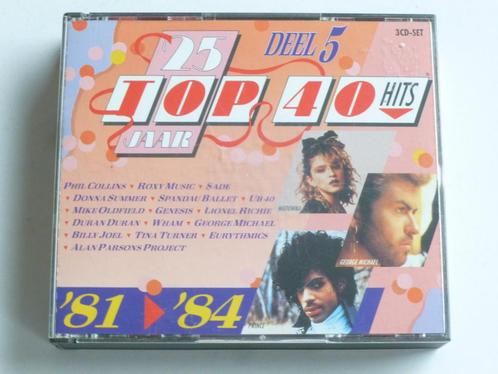 25
JAAR
TOP 40 HITS
DEEL 5
3CD-SET
PHIL COLLINS • ROXY MUSIC • SADE
• DONNA SUMMER • SPANDAU BALLET • UB 40
• MIKE OLDFIELD • GENESIS • LIONEL RICHIE
• DURAN DURAN • WHAM • GEORGE MICHAEL
• BILLY JOEL • TINA TURNER • EURYTHMICS
• ALAN PARSONS PROJECT
MADONNA
GEORGE MICHAEL
PRINCE
'81 ▶ '84